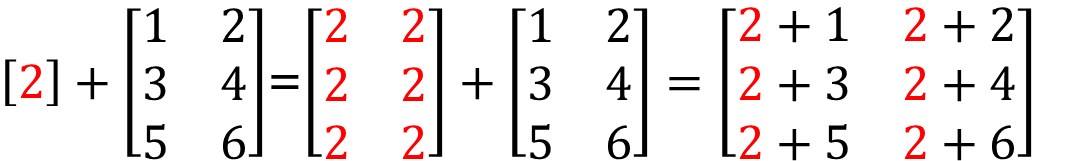 [2] + [1 2 = [2 2 + [1 2 = [2 + 1 2 + 2
3 4 2 2 3 4 2 + 3 2 + 4
5 6] 2 2] 5 6] 2 + 5 2 + 6]